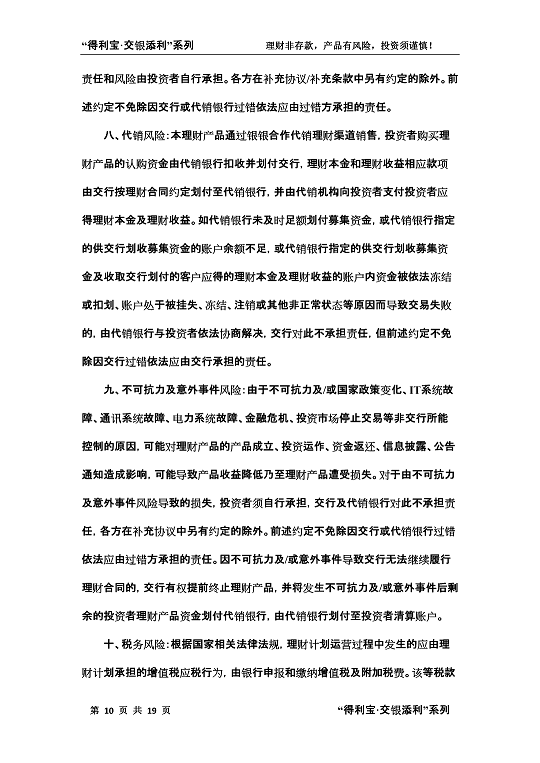 “得利宝·交银添利”系列 理财非存款，产品有风险，投资须谨慎！
责任和风险由投资者自行承担。各方在补充协议/补充条款中另有约定的除外。前
述约定不免除因交行或代销银行过错依法应由过错方承担的责任。
八、代销风险：本理财产品通过银银合作代销理财渠道销售，投资者购买理
财产品的认购资金由代销银行扣收并划付交行，理财本金和理财收益相应款项
由交行按理财合同约定划付至代销银行，并由代销机构向投资者支付投资者应
得理财本金及理财收益。如代销银行未及时足额划付募集资金，或代销银行指定
的供交行划收募集资金的账户余额不足，或代销银行指定的供交行划收募集资
金及收取交行划付的客户应得的理财本金及理财收益的账户内资金被依法冻结
或扣划、账户处于被挂失、冻结、注销或其他非正常状态等原因而导致交易失败
的，由代销银行与投资者依法协商解决，交行对此不承担责任，但前述约定不免
除因交行过错依法应由交行承担的责任。
九、不可抗力及意外事件风险：由于不可抗力及/或国家政策变化、IT系统故
障、通讯系统故障、电力系统故障、金融危机、投资市场停止交易等非交行所能
控制的原因，可能对理财产品的产品成立、投资运作、资金返还、信息披露、公告
通知造成影响，可能导致产品收益降低乃至理财产品遭受损失。对于由不可抗力
及意外事件风险导致的损失，投资者须自行承担，交行及代销银行对此不承担责
任，各方在补充协议中另有约定的除外。前述约定不免除因交行或代销银行过错
依法应由过错方承担的责任。因不可抗力及/或意外事件导致交行无法继续履行
理财合同的，交行有权提前终止理财产品，并将发生不可抗力及/或意外事件后剩
余的投资者理财产品资金划付代销银行，由代销银行划付至投资者清算账户。
十、税务风险：根据国家相关法律法规，理财计划运营过程中发生的应由理
财计划承担的增值税应税行为，由银行申报和缴纳增值税及附加税费。该等税款
第 10 页 共 19 页 “得利宝·交银添利”系列